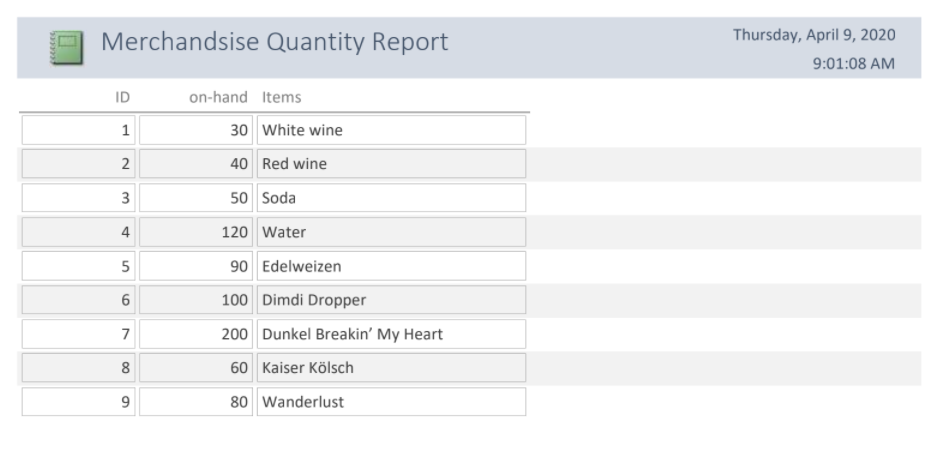 Merchandsise Quantity Report
Thursday, April 9, 2020
9:01:08 AM
ID on-hand Items
1 30 White wine
2 40 Red wine
3 50 Soda
4 120 Water
5 90 Edelweizen
6 100 Dimdi Dropper
7 200 Dunkel Breakin’ My Heart
8 60 Kaiser Kölsch
9 80 Wanderlust